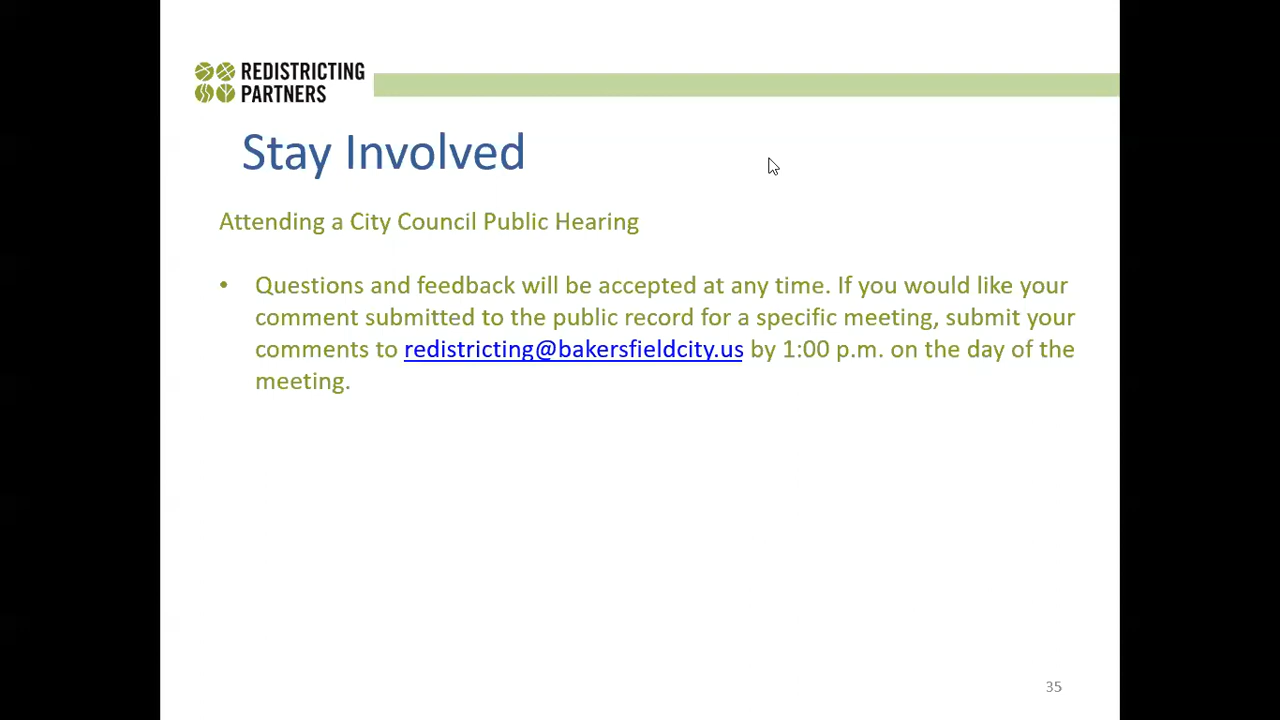 REDISTRICTING
PARTNERS
Stay Involved
Attending a City Council Public Hearing
• Questions and feedback will be accepted at any time. If you would like your
comment submitted to the public record for a specific meeting, submit your
comments to redistricting@bakersfieldcity.us by 1:00 p.m. on the day of the
meeting.
35